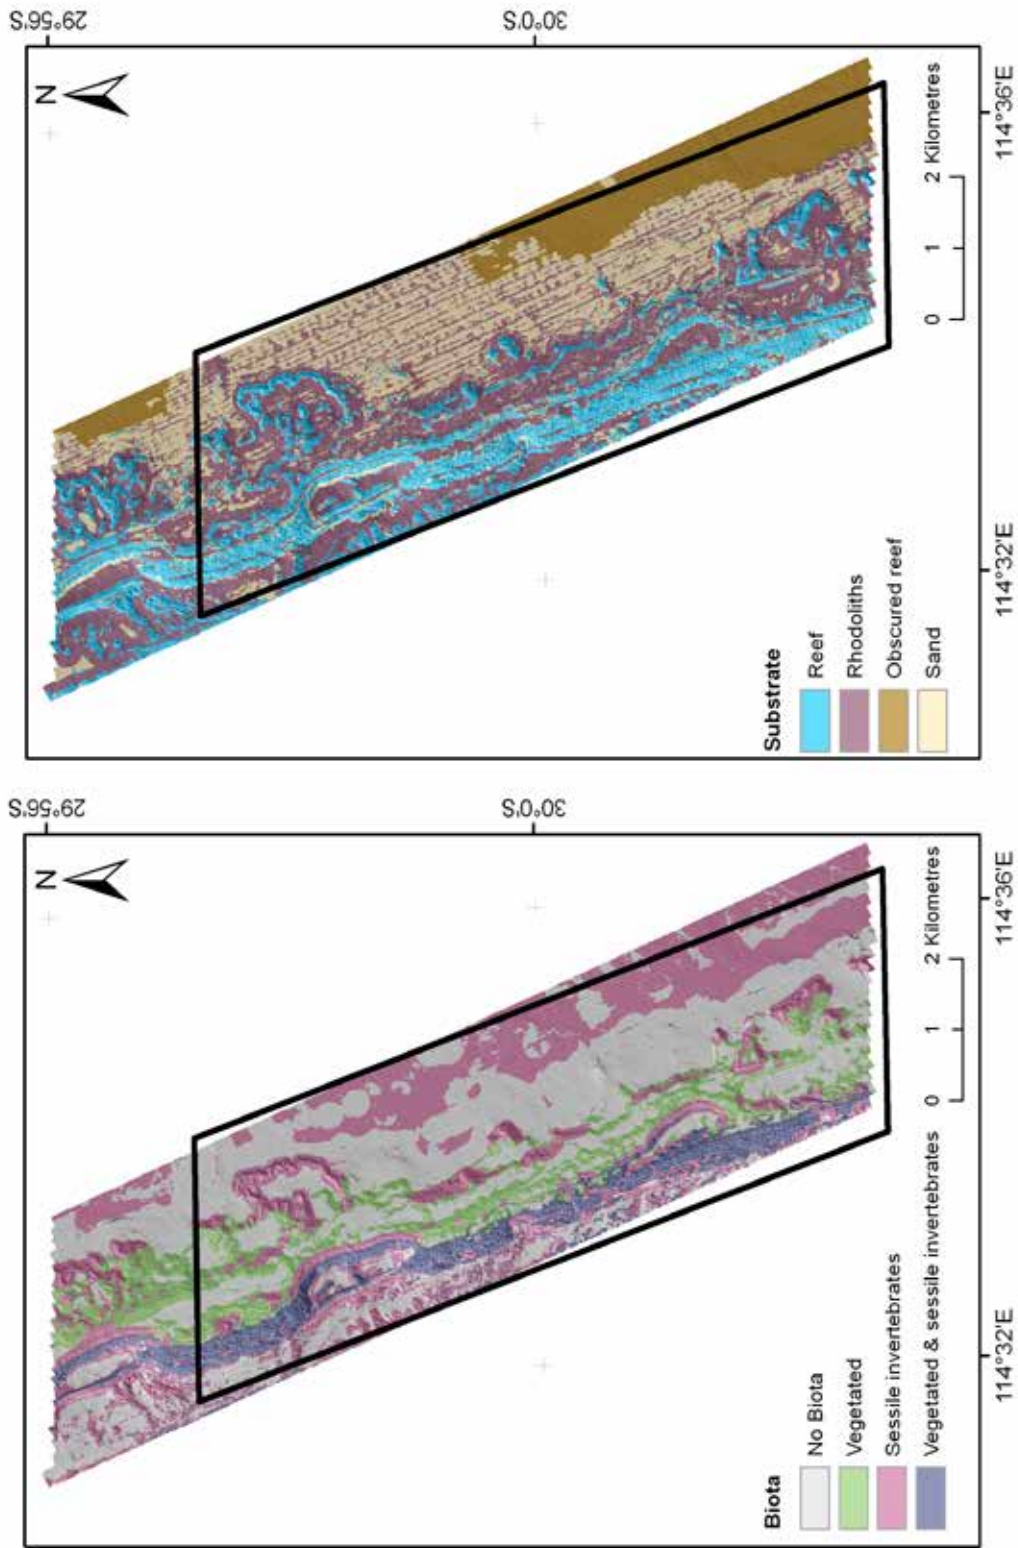 29°56'S
N
30°0'S
Biota
No Biota
Vegetated
Sessile invertebrates
Vegetated & sessile invertebrates
0 1 2 Kilometres
114°32'E 114°36'E
29°56'S
N
30°0'S
Substrate
Reef
Rhodoliths
Obscured reef
Sand
0 1 2 Kilometres
114°32'E 114°36'E